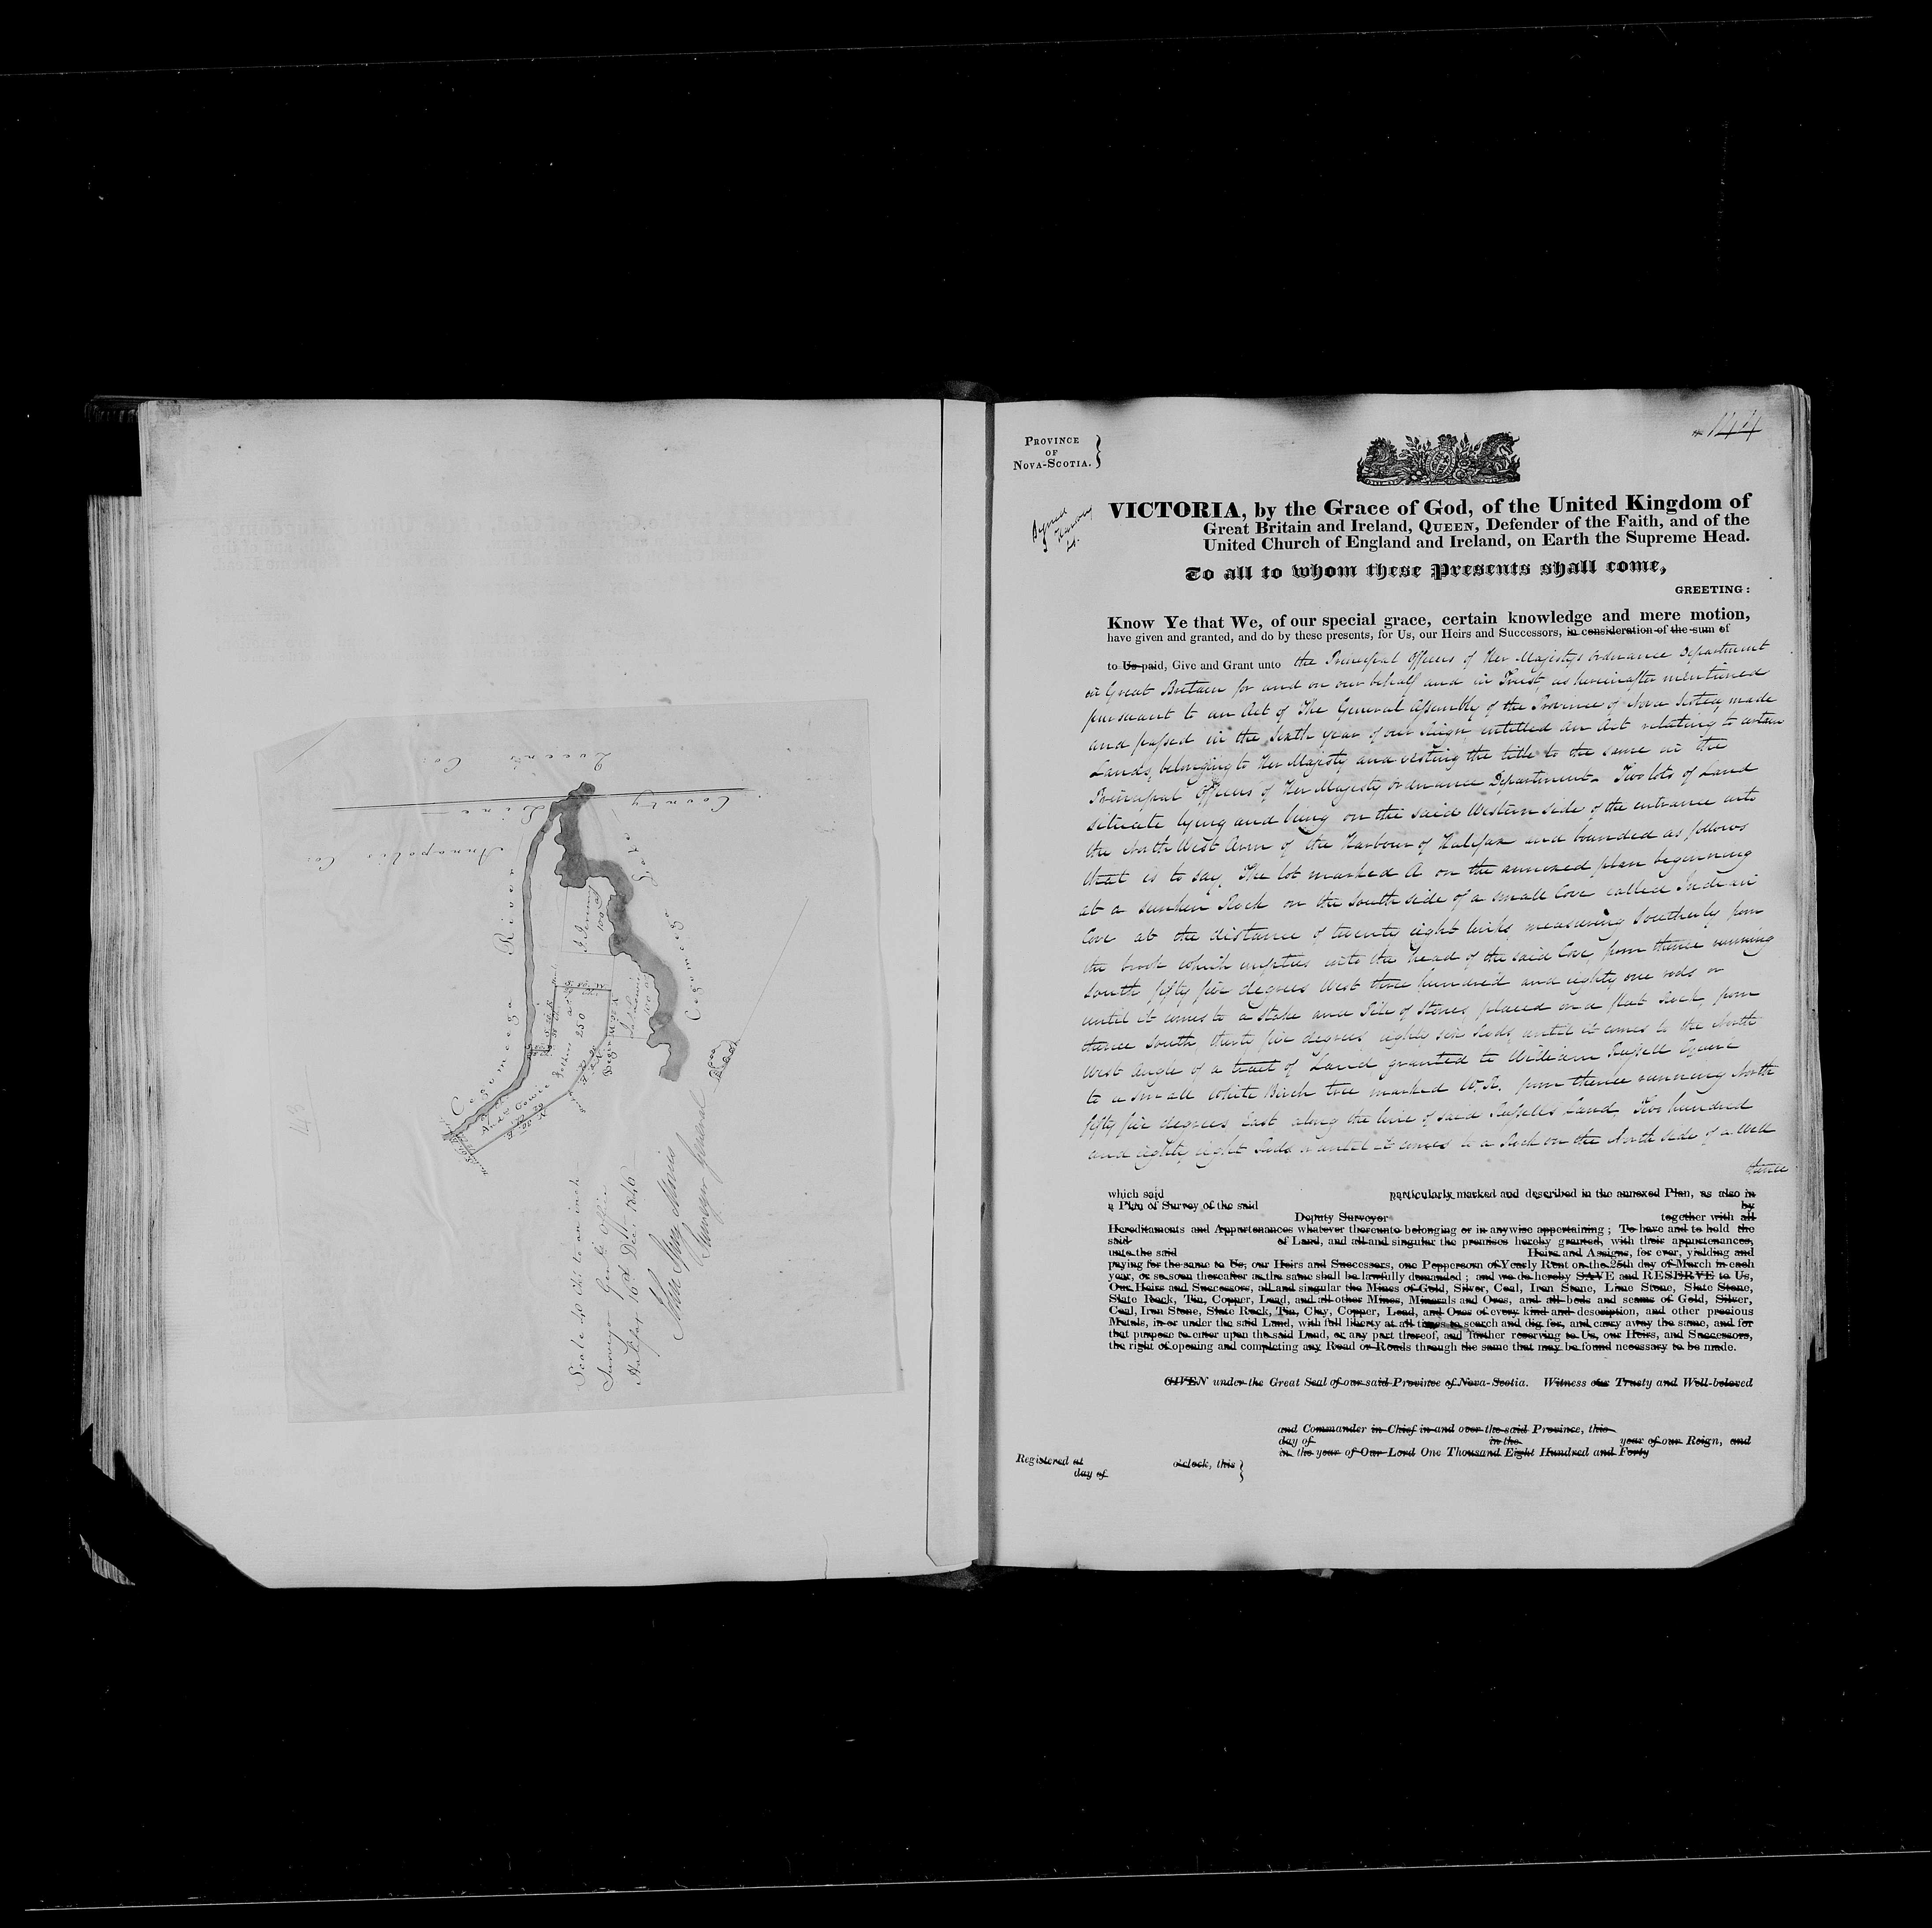 Queen's Co.
County Line
Annapolis Co.
Cegomcega River
Cegomcega Lake
J. Jerming
100 as
250 as
100 as
Scale 40 chs. to an inch
Surveyor Gen'ls Office
Halifax 16th Decr 1846
John Spry Morris
Surveyor General
143
144
PROVINCE
OF
NOVA-SCOTIA.
Signed
Harvey
VICTORIA, by the Grace of God, of the United Kingdom of
Great Britain and Ireland, QUEEN, Defender of the Faith, and of the
United Church of England and Ireland, on Earth the Supreme Head.
To all to whom these Presents shall come,
GREETING:
Know Ye that We, of our special grace, certain knowledge and mere motion,
have given and granted, and do by these presents, for Us, our Heirs and Successors, in consideration of the sum of
to Us paid, Give and Grant unto the Principal Officers of Her Majestys Ordnance Department
in Great Britain for and on our behalf and in Trust, as hereinafter mentioned
pursuant to an Act of The General Assembly of the Province of Nova Scotia, made
and passed in the Sixth year of our Reign entitled An Act relating to certain
Lands, belonging to Her Majesty and vesting the title to the same in the
Principal Officers of Her Majesty Ordnance Department. Two lots of Land
situate lying and being on the said Western side of the entrance into
the North West Arm of the Harbour of Halifax and bounded as follows
that is to say, The lot marked A on the annexed plan beginning
at a sunken Rock on the South side of a small Cove called Indian
Cove at the distance of twenty eight links measuring Southerly from
the brook which empties into the head of the said Cove, from thence running
South fifty five degrees West three hundred and eighty one rods or
until it comes to a stake and Pile of Stones placed on a flat Rock, from
thence South, thirty five degrees, eighty six Rods, until it comes to the North
West Angle of a tract of Land granted to William Russell Esquire
to a small White Birch tree marked W.R. from thence running North
fifty five degrees East along the line of said Russell's Land, Two hundred
and eighty eight Rods or until it comes to a Rock on the North side of a Well
thence
which said particularly marked and described in the annexed Plan, as also in
a Plan of Survey of the said by
Deputy Surveyor together with all
Hereditaments and Appurtenances whatever thereunto belonging or in anywise appertaining; To have and to hold the
said of Land, and all and singular the premises hereby granted, with their appurtenances,
unto the said Heirs and Assigns, for ever, yielding and
paying for the same to Us, our Heirs and Successors, one Peppercorn of Yearly Rent on the 25th day of March in each
year, or so soon thereafter as the same shall be lawfully demanded; and we do hereby SAVE and RESERVE to Us,
Our Heirs and Successors, all and singular the Mines of Gold, Silver, Coal, Iron Stone, Lime Stone, Slate Stone,
Slate Rock, Tin, Copper, Lead, and all other Mines, Minerals and Ores, and all beds and seams of Gold, Silver,
Coal, Iron Stone, Slate Rock, Tin, Clay, Copper, Lead, and Ores of every kind and description, and other precious
Metals, in or under the said Land, with full liberty at all times to search and dig for, and carry away the same, and for
that purpose to enter upon the said Land, or any part thereof, and further reserving to Us, our Heirs, and Successors,
the right of opening and completing any Road or Roads through the same that may be found necessary to be made.
GIVEN under the Great Seal of our said Province of Nova-Scotia. Witness our Trusty and Well-beloved
and Commander in Chief in and over the said Province, this
day of in the year of our Reign, and
in the year of Our Lord One Thousand Eight Hundred and Forty
Registered at o'clock, this
day of